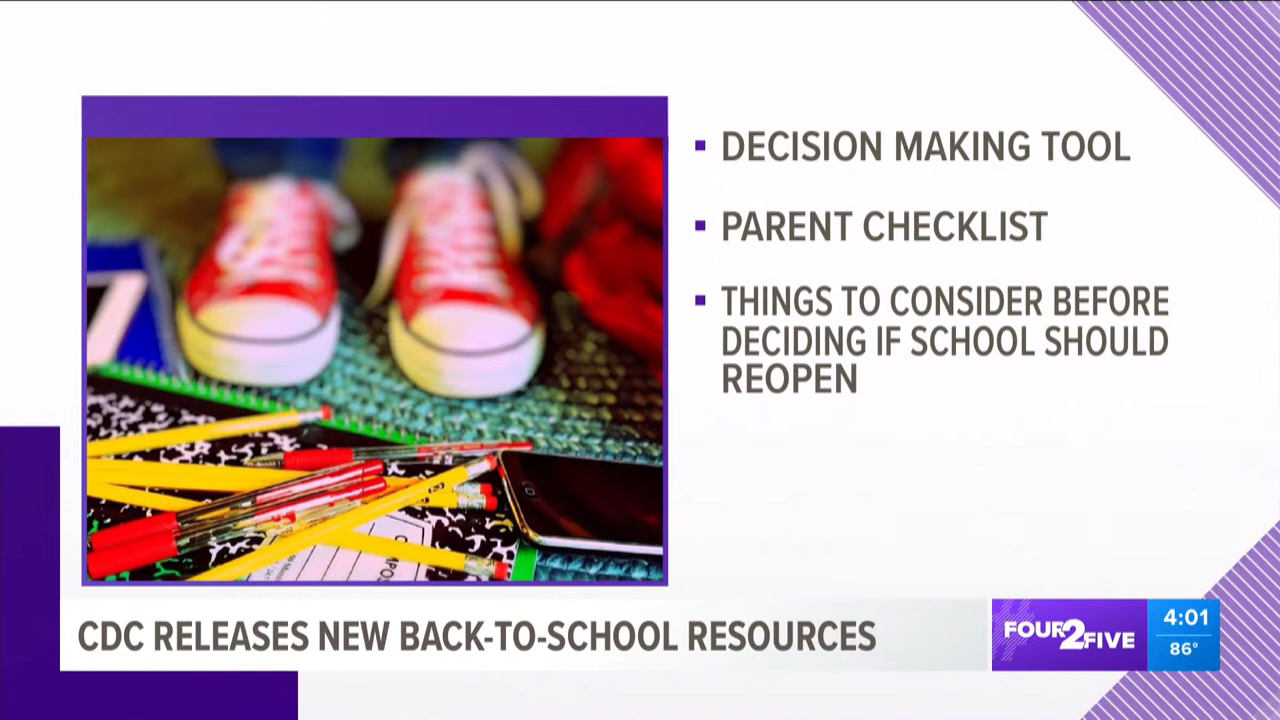 DECISION MAKING TOOL
PARENT CHECKLIST
THINGS TO CONSIDER BEFORE
DECIDING IF SCHOOL SHOULD
REOPEN
CDC RELEASES NEW BACK-TO-SCHOOL RESOURCES
#FOUR2FIVE
4:01
86°